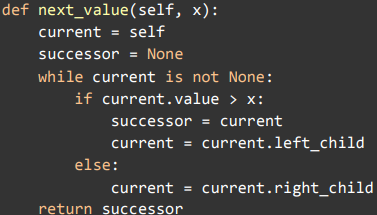 def next_value(self, x):
    current = self
    successor = None
    while current is not None:
        if current.value > x:
            successor = current
            current = current.left_child
        else:
            current = current.right_child
    return successor